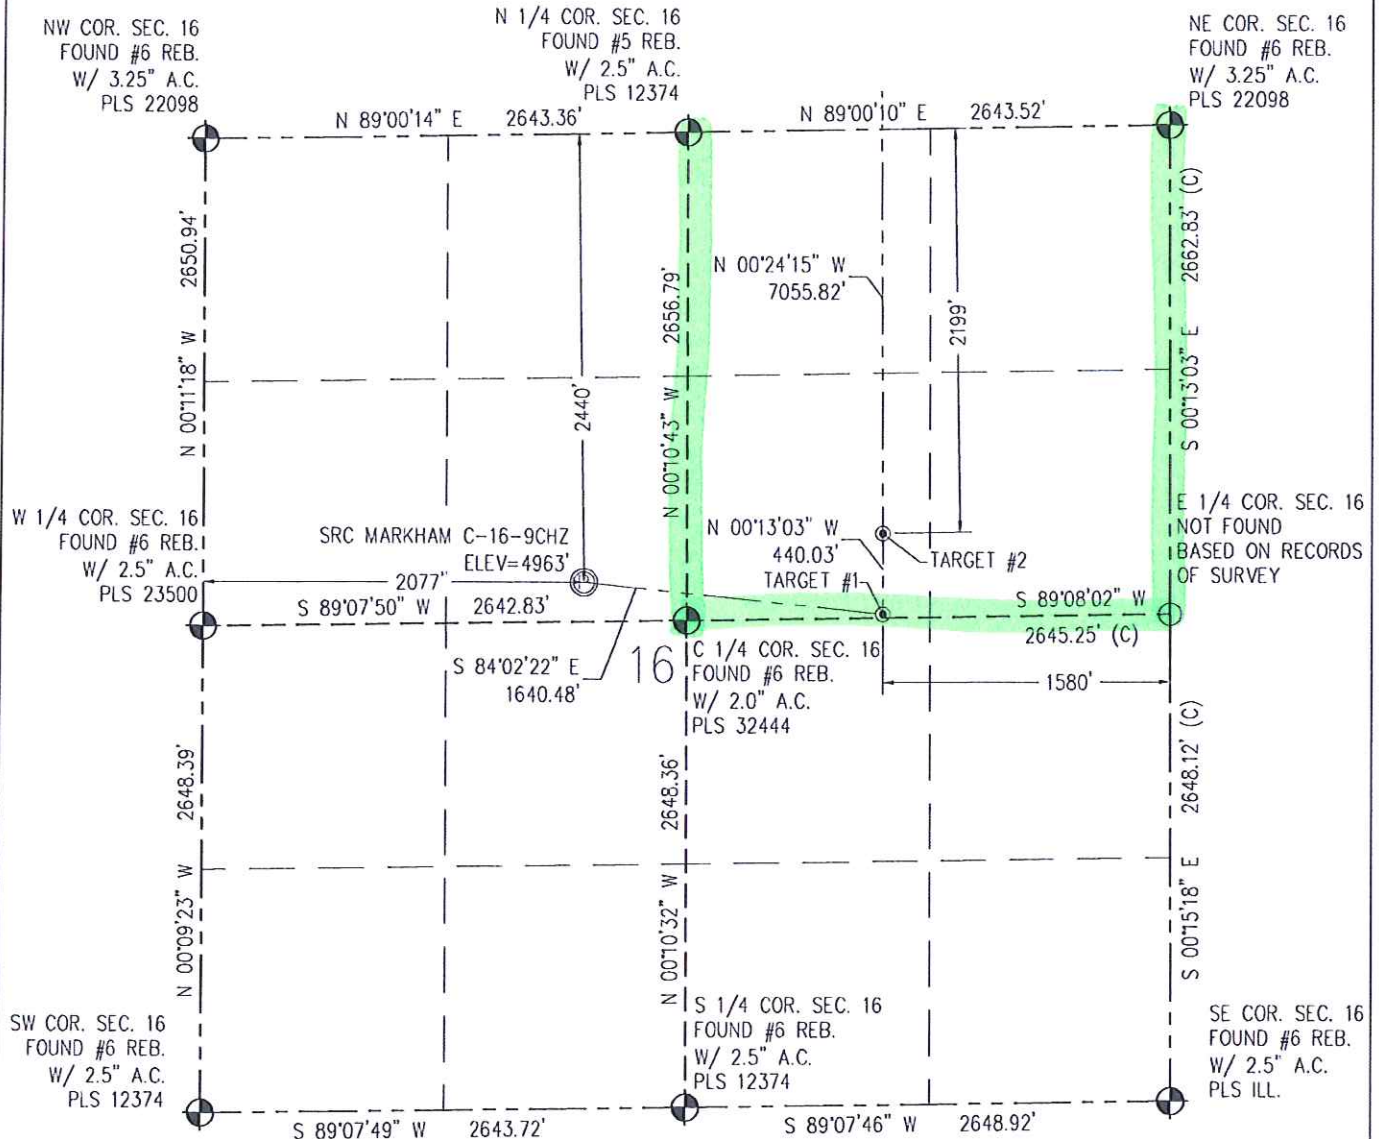 NW COR. SEC. 16
FOUND #6 REB.
W/ 3.25" A.C.
PLS 22098
N 1/4 COR. SEC. 16
FOUND #5 REB.
W/ 2.5" A.C.
PLS 12374
NE COR. SEC. 16
FOUND #6 REB.
W/ 3.25" A.C.
PLS 22098
N 89°00'14" E 2643.36'
N 89°00'10" E 2643.52'
2650.94'
N 00°11'18" W
2440'
2656.79'
N 00°10'43" W
N 00°24'15" W
7055.82'
2199'
2662.83' (C)
S 00°13'03" E
W 1/4 COR. SEC. 16
FOUND #6 REB.
W/ 2.5" A.C.
PLS 23500
SRC MARKHAM C-16-9CHZ
ELEV=4963'
2077'
S 89°07'50" W 2642.83'
N 00°13'03" W
440.03'
TARGET #2
TARGET #1
E 1/4 COR. SEC. 16
NOT FOUND
BASED ON RECORDS
OF SURVEY
S 89°08'02" W
2645.25' (C)
S 84°02'22" E
1640.48'
16
C 1/4 COR. SEC. 16
FOUND #6 REB.
W/ 2.0" A.C.
PLS 32444
1580'
2648.39'
N 00°09'23" W
2648.36'
N 00°10'32" W
2648.12' (C)
S 00°15'18" E
SW COR. SEC. 16
FOUND #6 REB.
W/ 2.5" A.C.
PLS 12374
S 1/4 COR. SEC. 16
FOUND #6 REB.
W/ 2.5" A.C.
PLS 12374
SE COR. SEC. 16
FOUND #6 REB.
W/ 2.5" A.C.
PLS ILL.
S 89°07'49" W 2643.72'
S 89°07'46" W 2648.92'